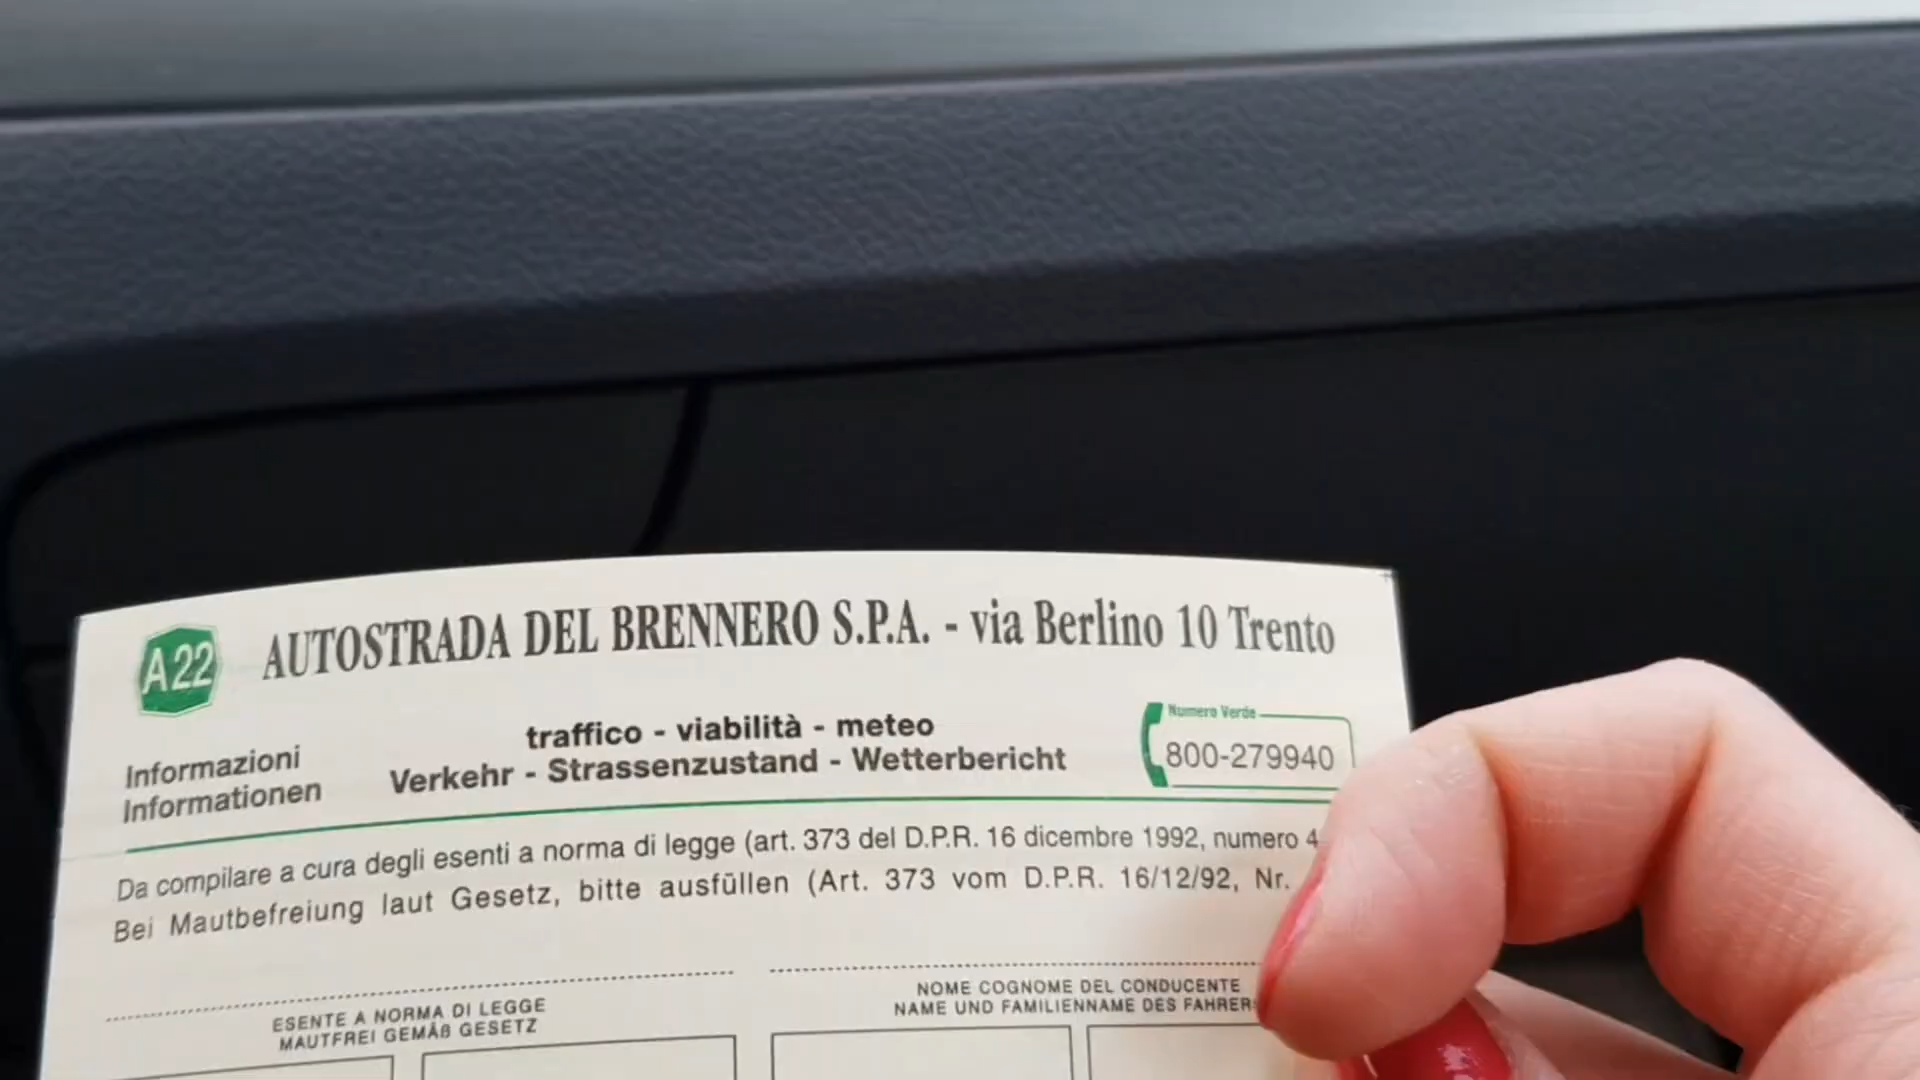 A22
AUTOSTRADA DEL BRENNERO S.P.A. - via Berlino 10 Trento
Informazioni
Informationen
traffico - viabilità - meteo
Verkehr - Strassenzustand - Wetterbericht
Numero Verde
800-279940
Da compilare a cura degli esenti a norma di legge (art. 373 del D.P.R. 16 dicembre 1992, numero 4
Bei Mautbefreiung laut Gesetz, bitte ausfüllen (Art. 373 vom D.P.R. 16/12/92, Nr.
ESENTE A NORMA DI LEGGE
MAUTFREI GEMÄß GESETZ
NOME COGNOME DEL CONDUCENTE
NAME UND FAMILIENNAME DES FAHRERS